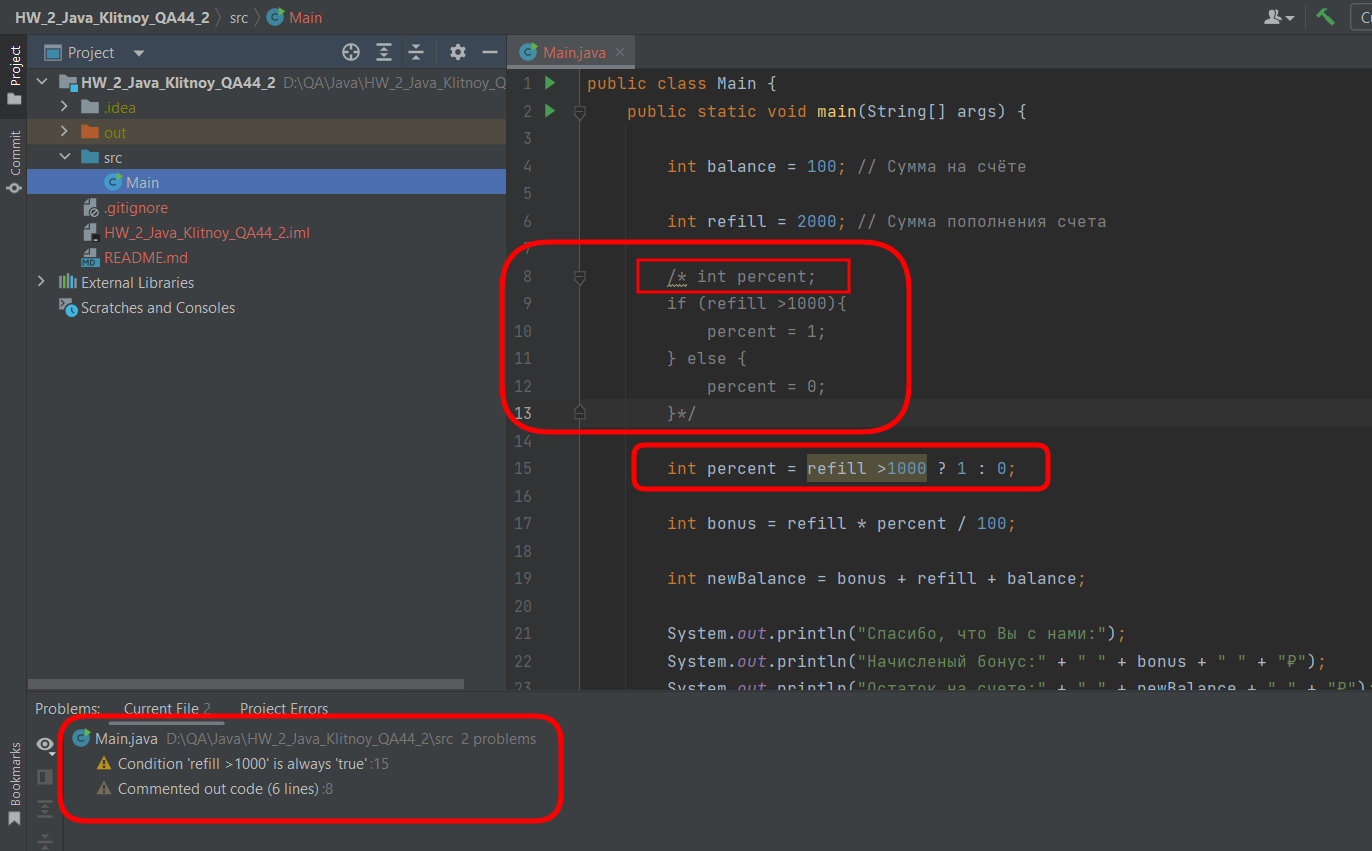 HW_2_Java_Klitnoy_QA44_2 src Main
Project
Main.java
HW_2_Java_Klitnoy_QA44_2 D:\QA\Java\HW_2_Java_Klitnoy_Q
.idea
out
src
Main
.gitignore
HW_2_Java_Klitnoy_QA44_2.iml
README.md
External Libraries
Scratches and Consoles
Project
Commit
Bookmarks
1 public class Main {
2 public static void main(String[] args) {
3
4 int balance = 100; // Сумма на счёте
5
6 int refill = 2000; // Сумма пополнения счета
7
8 /* int percent;
9 if (refill >1000){
10 percent = 1;
11 } else {
12 percent = 0;
13 }*/
14
15 int percent = refill >1000 ? 1 : 0;
16
17 int bonus = refill * percent / 100;
18
19 int newBalance = bonus + refill + balance;
20
21 System.out.println("Спасибо, что Вы с нами:");
22 System.out.println("Начисленый бонус:" + " " + bonus + " " + "₽");
23 System.out.println("Остаток на счете:" + " " + newBalance + " " + "₽");
Problems: Current File 2 Project Errors
Main.java D:\QA\Java\HW_2_Java_Klitnoy_QA44_2\src 2 problems
Condition 'refill >1000' is always 'true' :15
Commented out code (6 lines) :8